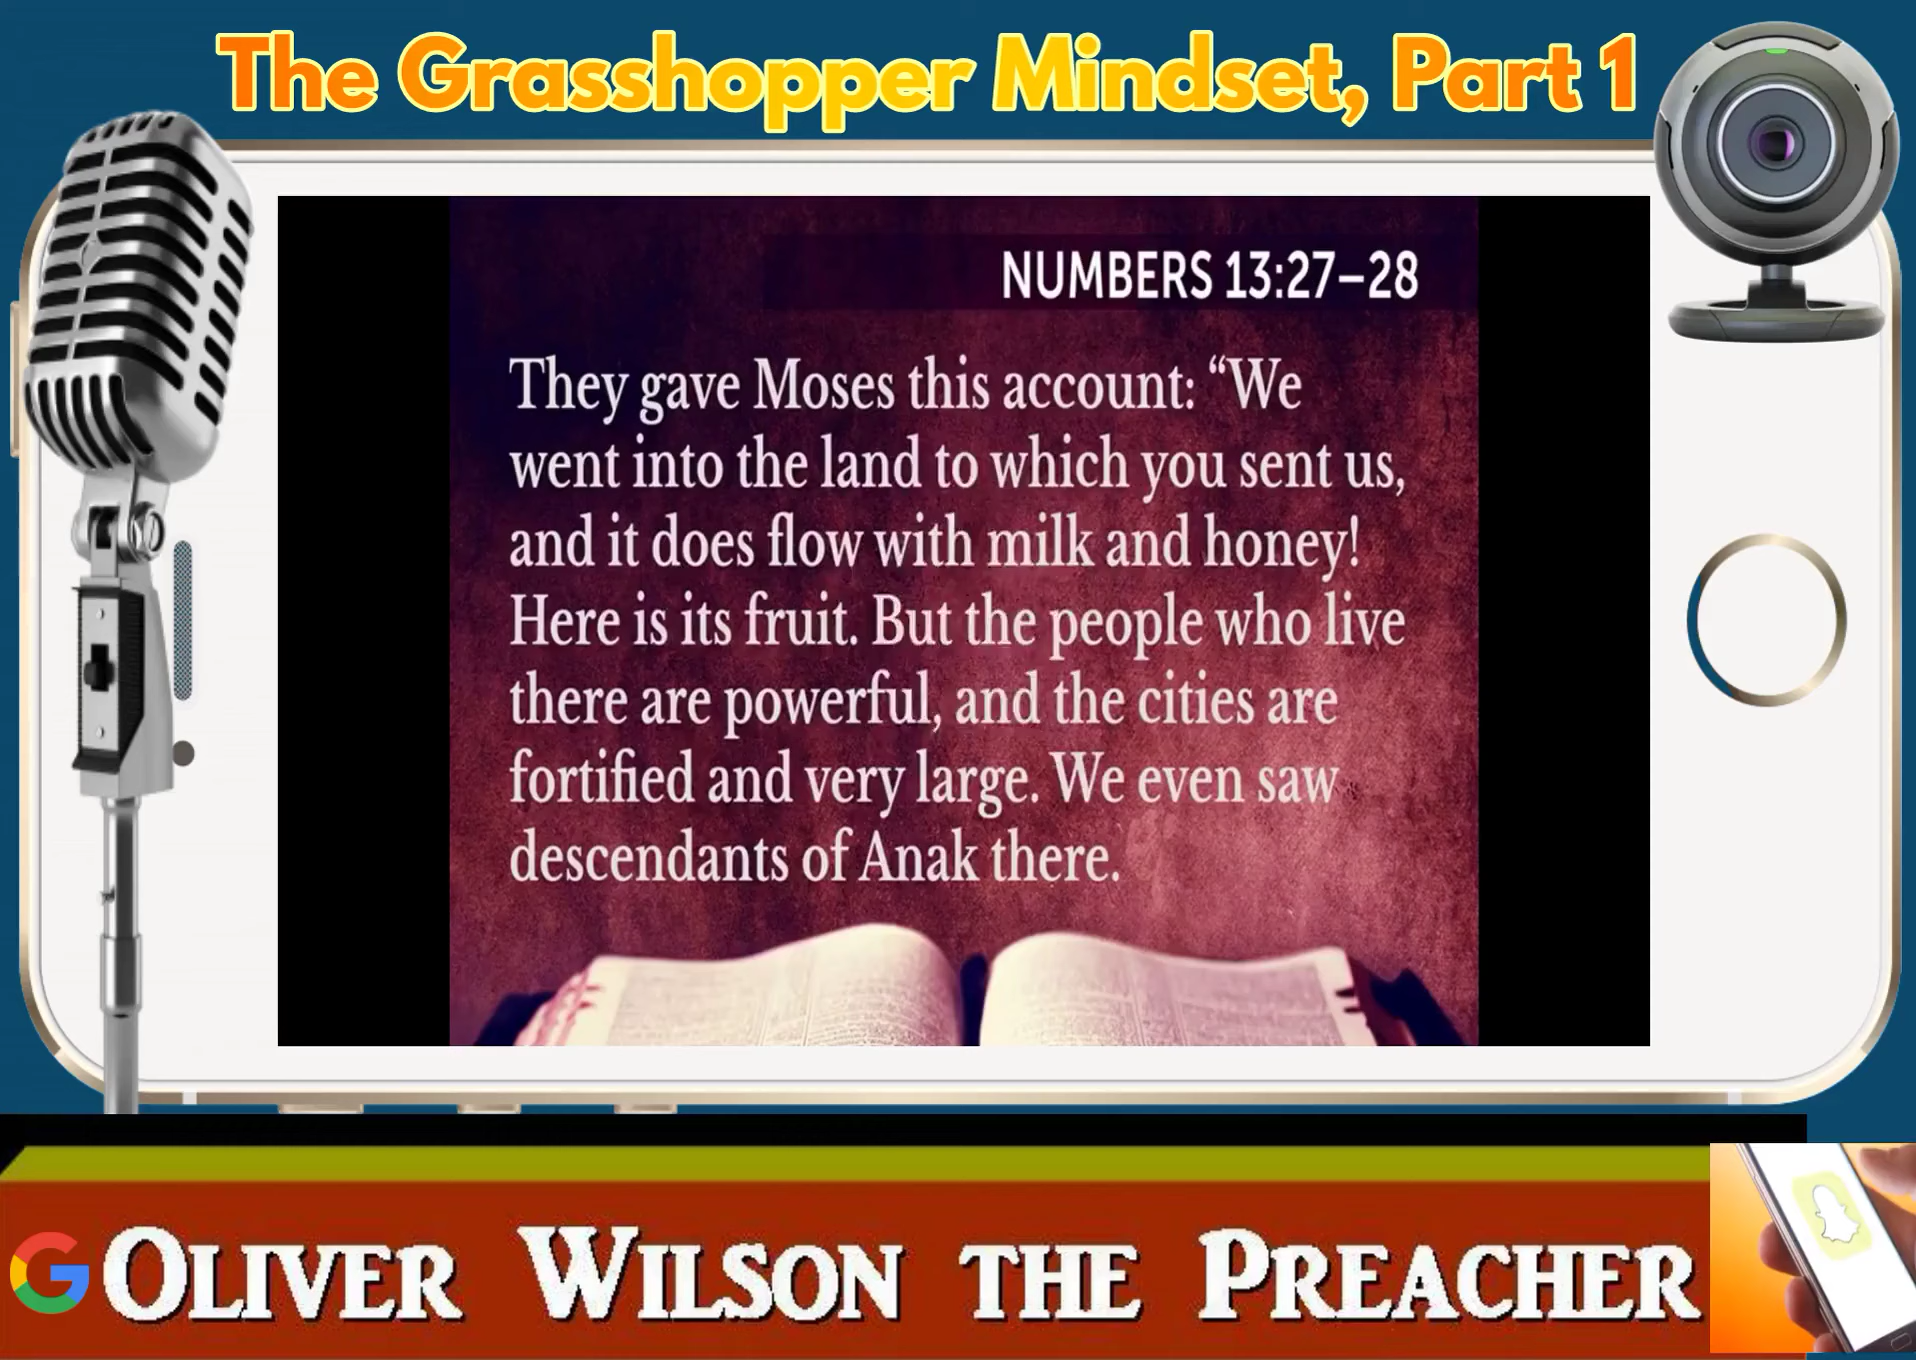 The Grasshopper Mindset, Part 1
NUMBERS 13:27–28
They gave Moses this account: “We
went into the land to which you sent us,
and it does flow with milk and honey!
Here is its fruit. But the people who live
there are powerful, and the cities are
fortified and very large. We even saw
descendants of Anak there.
G OLIVER WILSON THE PREACHER